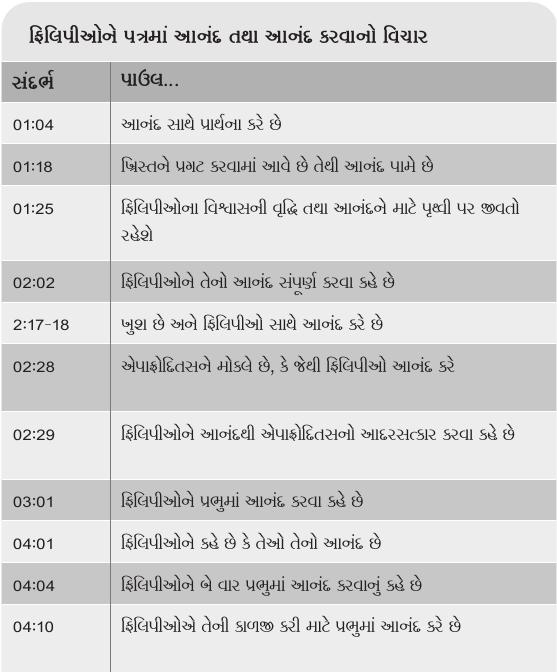 ફિલિપીઓને પત્રમાં આનંદ તથા આનંદ કરવાનો વિચાર
સંદર્ભ પાઉલ...
01:04 આનંદ સાથે પ્રાર્થના કરે છે
01:18 ખ્રિસ્તને પ્રગટ કરવામાં આવે છે તેથી આનંદ પામે છે
01:25 ફિલિપીઓના વિશ્વાસની વૃદ્ધિ તથા આનંદને માટે પૃથ્વી પર જીવતો
રહેશે
02:02 ફિલિપીઓને તેનો આનંદ સંપૂર્ણ કરવા કહે છે
2:17-18 ખુશ છે અને ફિલિપીઓ સાથે આનંદ કરે છે
02:28 એપાફ્રોદિતસને મોકલે છે, કે જેથી ફિલિપીઓ આનંદ કરે
02:29 ફિલિપીઓને આનંદથી એપાફ્રોદિતસનો આદરસત્કાર કરવા કહે છે
03:01 ફિલિપીઓને પ્રભુમાં આનંદ કરવા કહે છે
04:01 ફિલિપીઓને કહે છે કે તેઓ તેનો આનંદ છે
04:04 ફિલિપીઓને બે વાર પ્રભુમાં આનંદ કરવાનું કહે છે
04:10 ફિલિપીઓએ તેની કાળજી કરી માટે પ્રભુમાં આનંદ કરે છે